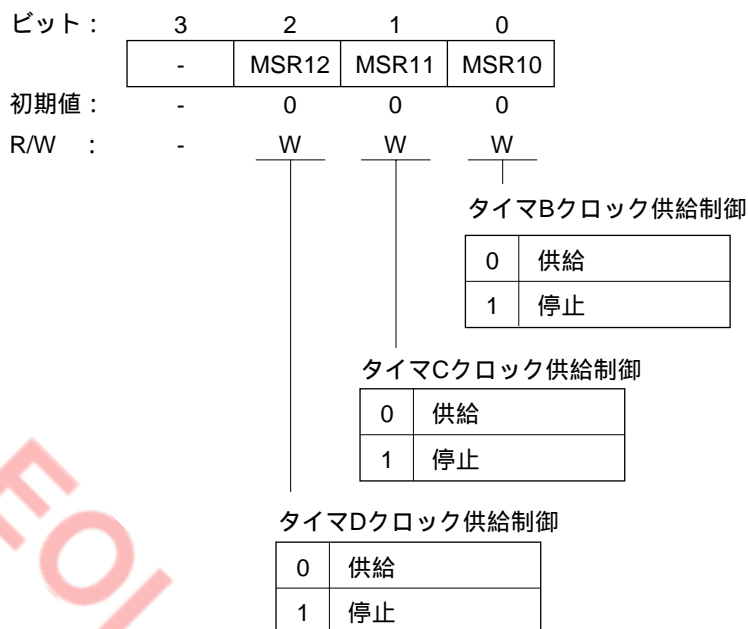 ビット： 3 2 1 0
- MSR12 MSR11 MSR10
初期値： - 0 0 0
R/W ： - W W W
タイマBクロック供給制御
0 供給
1 停止
タイマCクロック供給制御
0 供給
1 停止
タイマDクロック供給制御
0 供給
1 停止
EOL